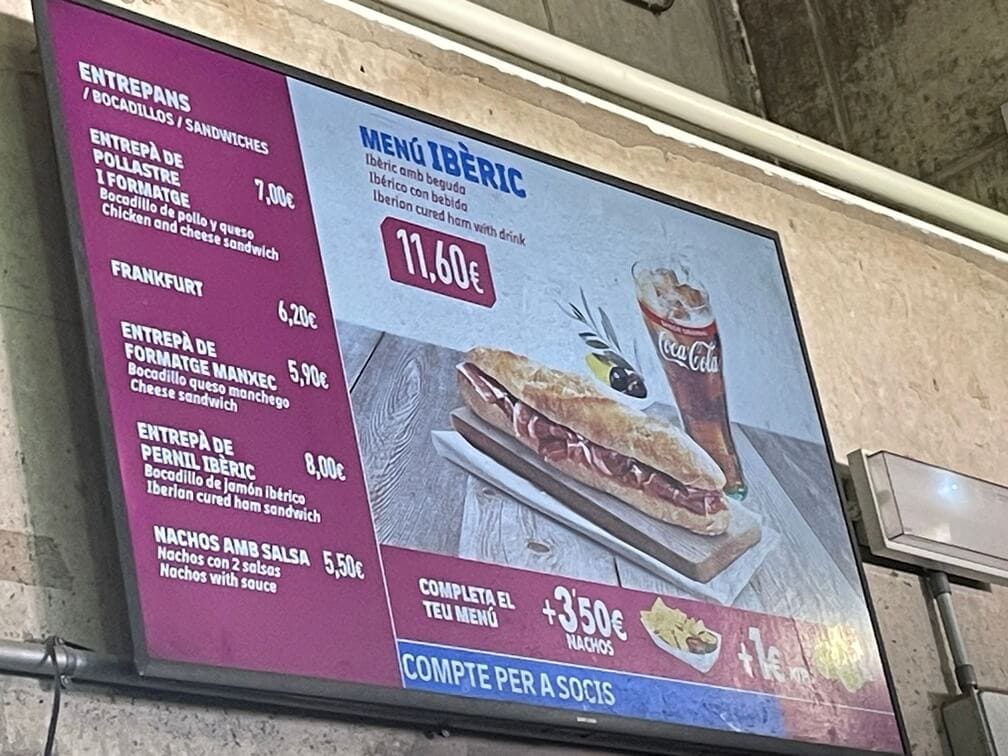 ENTREPANS
/ BOCADILLOS / SANDWICHES
ENTREPÀ DE
POLLASTRE
I FORMATGE 7,00€
Bocadillo de pollo y queso
Chicken and cheese sandwich
FRANKFURT
6,20€
ENTREPÀ DE
FORMATGE MANXEC 5,90€
Bocadillo queso manchego
Cheese sandwich
ENTREPÀ DE
PERNIL IBÈRIC 8,00€
Bocadillo de jamón ibérico
Iberian cured ham sandwich
NACHOS AMB SALSA 5,50€
Nachos con 2 salsas
Nachos with sauce
MENÚ IBÈRIC
Ibèric amb beguda
Ibérico con bebida
Iberian cured ham with drink
11,60€
SABOR ORIGINAL
Coca-Cola
COMPLETA EL
TEU MENÚ
+3'50€
NACHOS
+1€
COMPTE PER A SOCIS